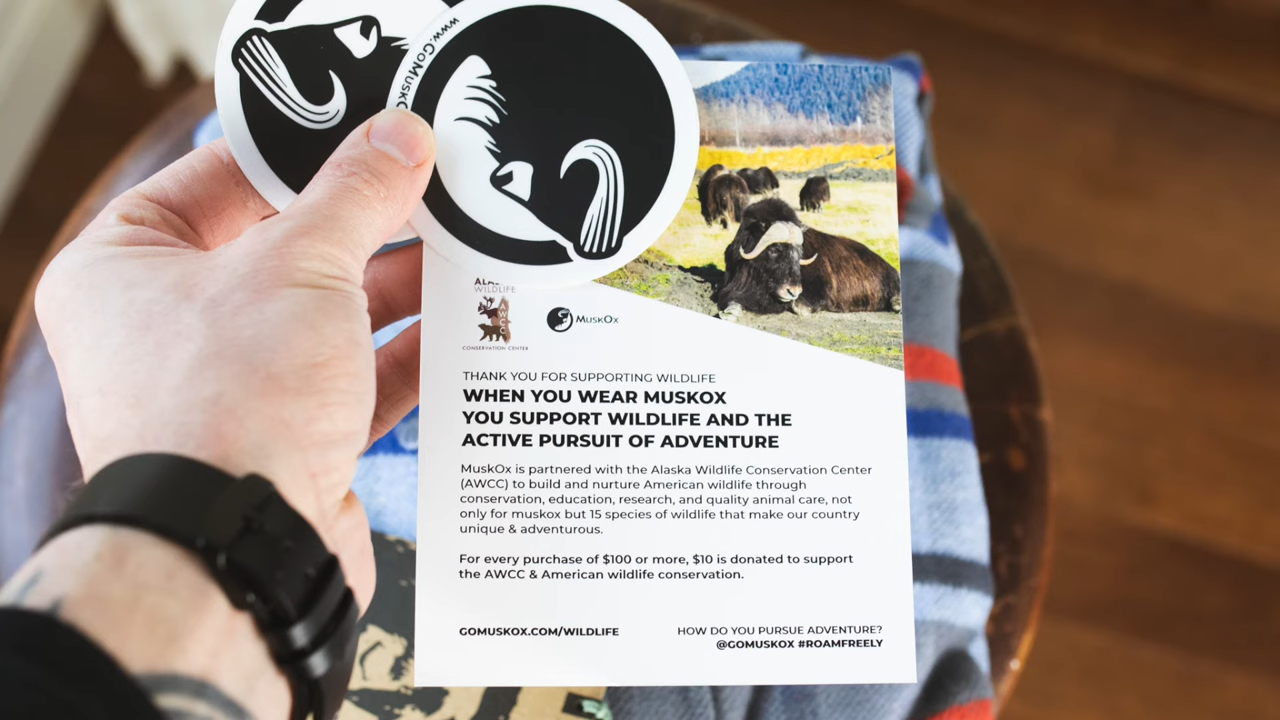 www.GoMuskO
ALA
WILDLIFE
AWCC
CONSERVATION CENTER
MUSKOX
THANK YOU FOR SUPPORTING WILDLIFE
WHEN YOU WEAR MUSKOX
YOU SUPPORT WILDLIFE AND THE
ACTIVE PURSUIT OF ADVENTURE
MuskOx is partnered with the Alaska Wildlife Conservation Center
(AWCC) to build and nurture American wildlife through
conservation, education, research, and quality animal care, not
only for muskox but 15 species of wildlife that make our country
unique & adventurous.
For every purchase of $100 or more, $10 is donated to support
the AWCC & American wildlife conservation.
GOMUSKOX.COM/WILDLIFE
HOW DO YOU PURSUE ADVENTURE?
@GOMUSKOX #ROAMFREELY